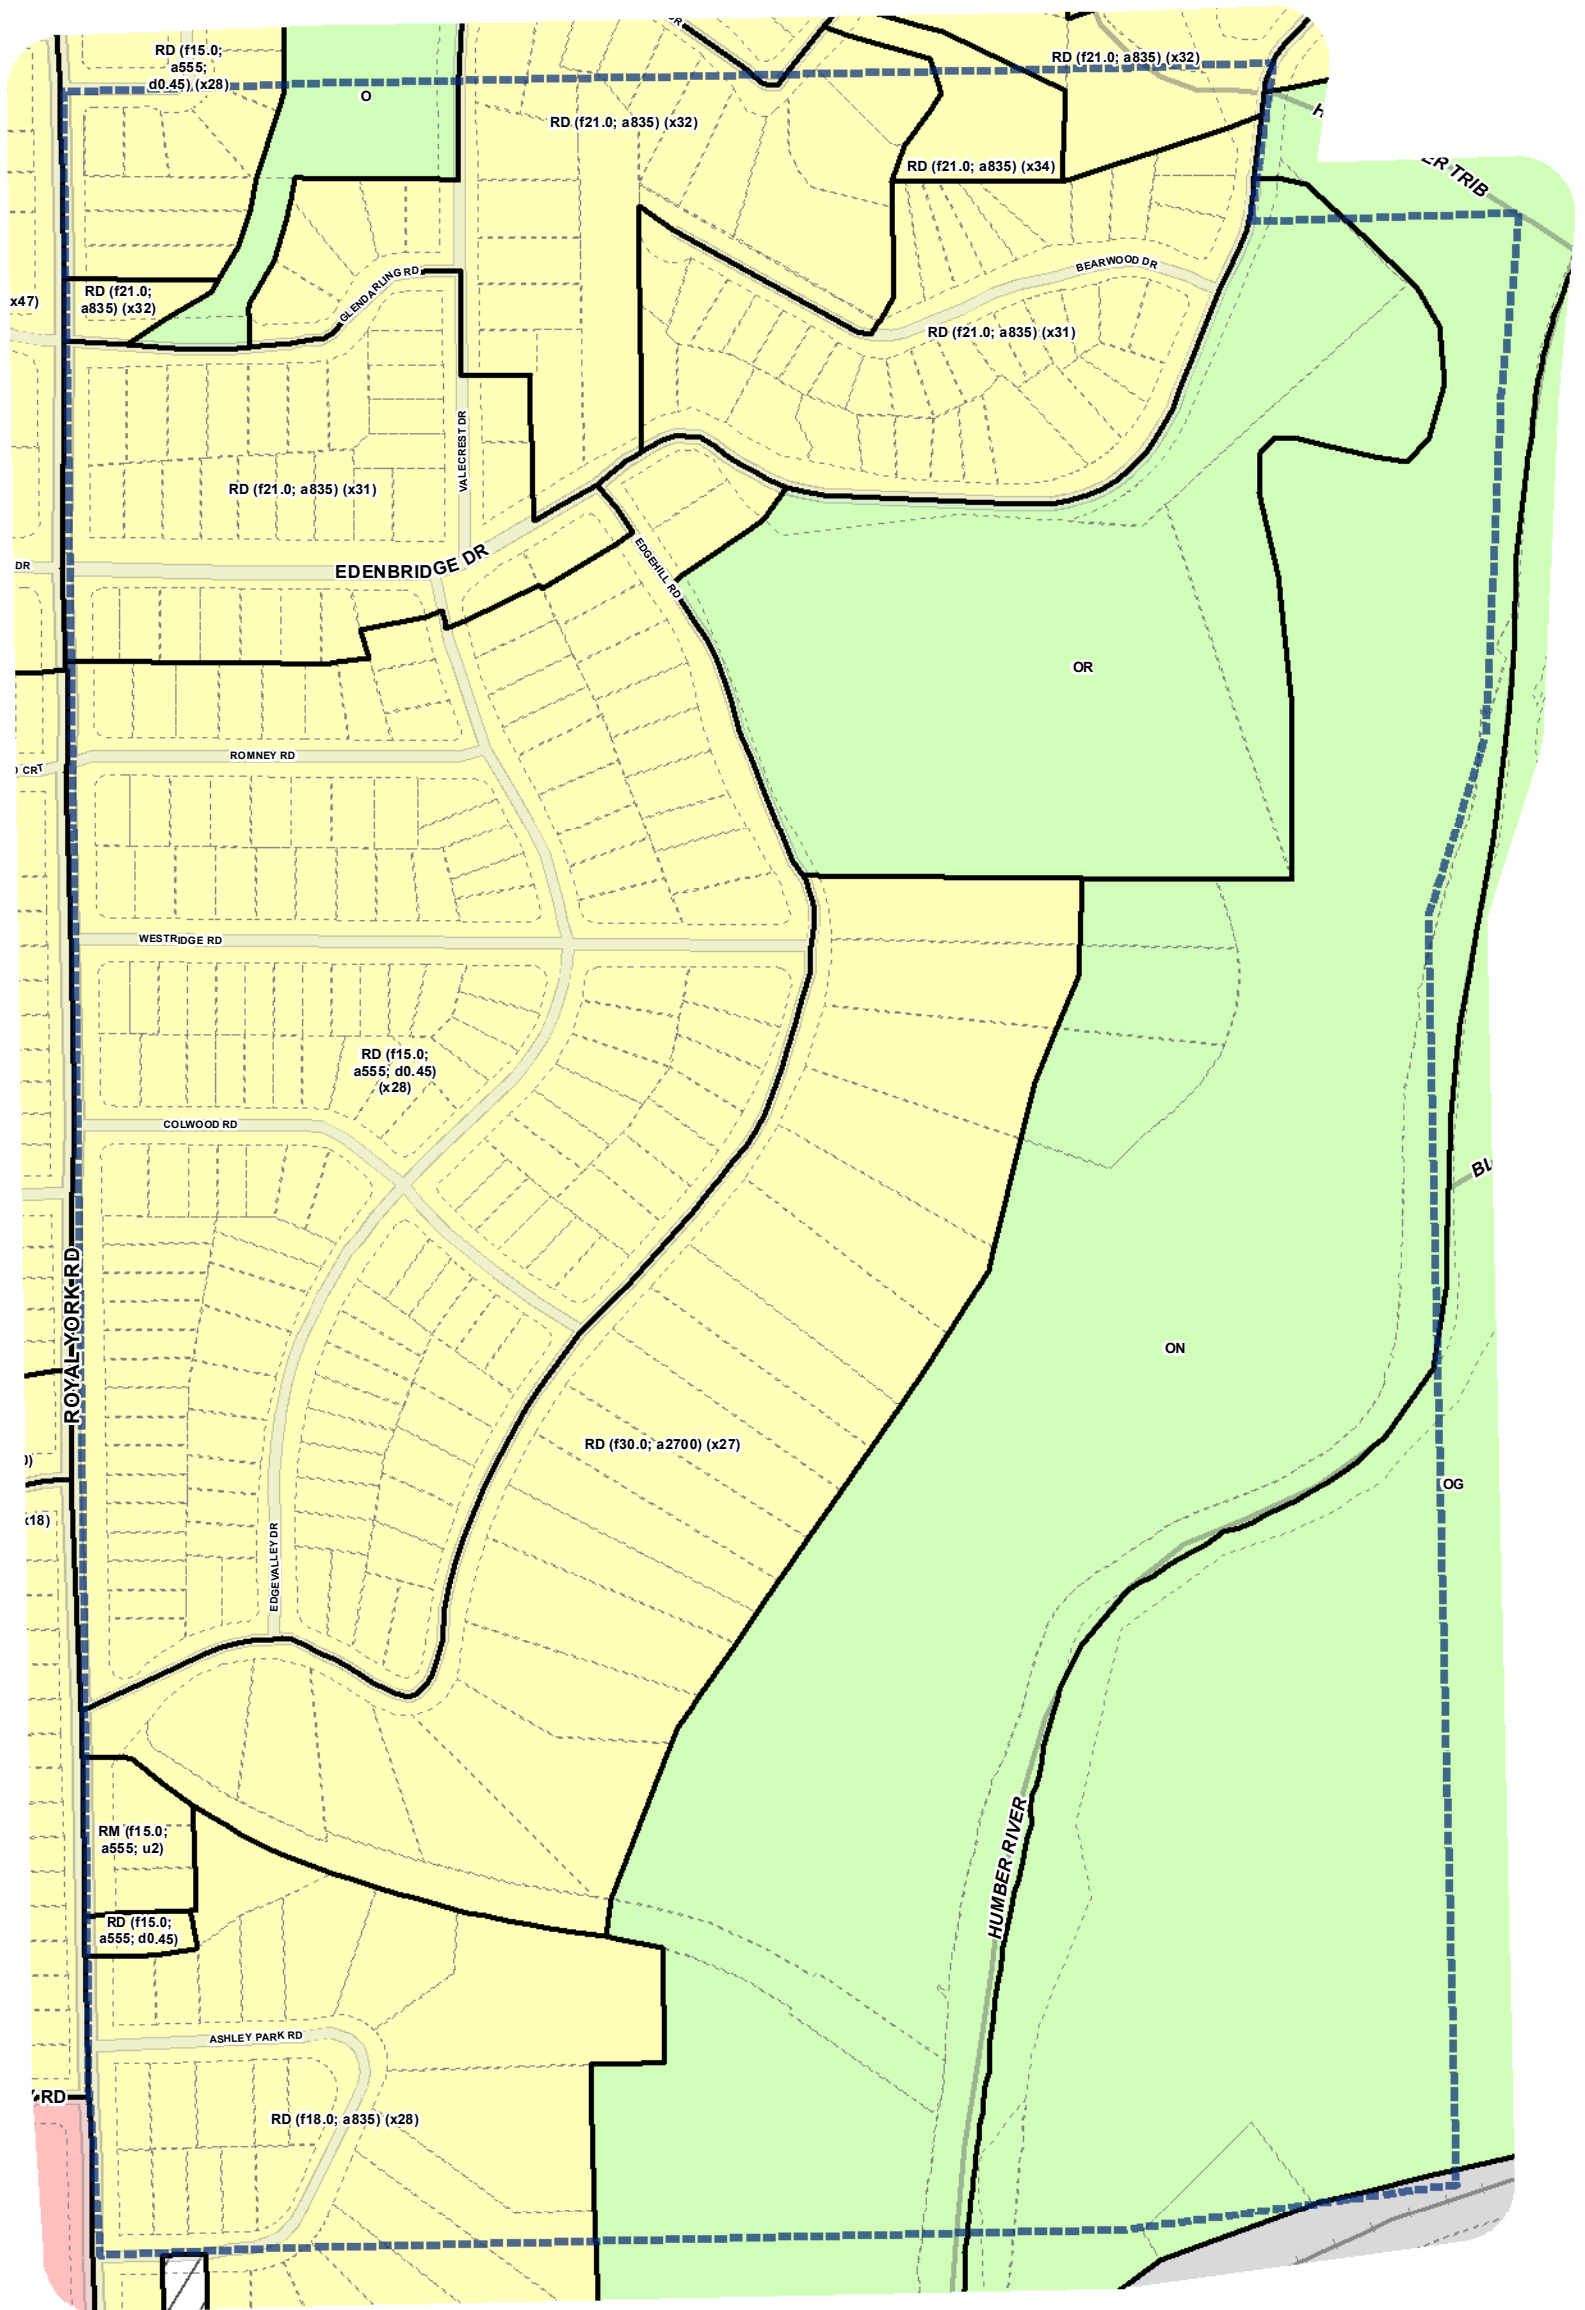 RD (f15.0;
a555;
d0.45) (x28)
O
RD (f21.0; a835) (x32)
RD (f21.0; a835) (x32)
ER TRIB
RD (f21.0; a835) (x34)
BEARWOOD DR
GLENDARLING RD
x47)
RD (f21.0;
a835) (x32)
RD (f21.0; a835) (x31)
VALECREST DR
RD (f21.0; a835) (x31)
DR
EDENBRIDGE DR
EDGEHILL RD
OR
ROMNEY RD
CRT
WESTRIDGE RD
RD (f15.0;
a555; d0.45)
(x28)
COLWOOD RD
ROYAL YORK RD
ON
RD (f30.0; a2700) (x27)
OG
x18)
EDGEVALLEY DR
RM (f15.0;
a555; u2)
HUMBER RIVER
RD (f15.0;
a555; d0.45)
ASHLEY PARK RD
RD
RD (f18.0; a835) (x28)